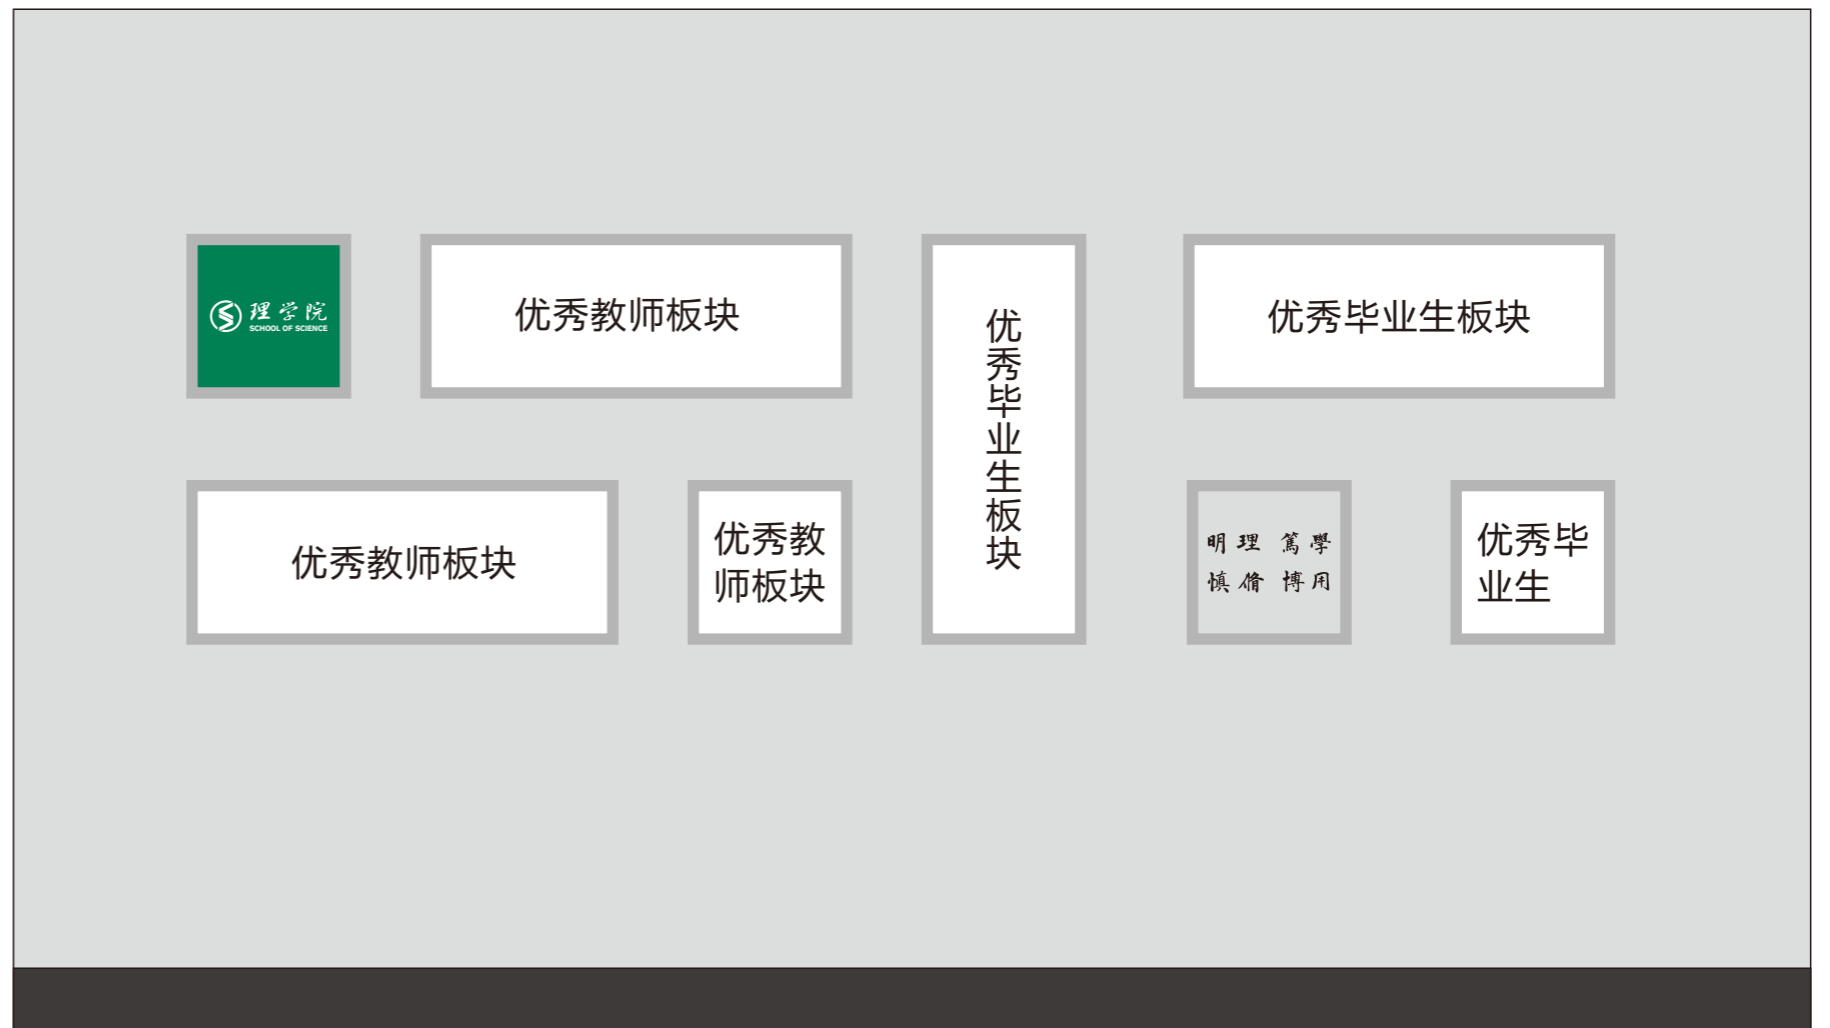 理学院
SCHOOL OF SCIENCE
优秀教师板块
优秀毕业生板块
优秀毕业生板块
优秀教师板块
优秀教
师板块
明理 篤學
慎脩 博用
优秀毕
业生